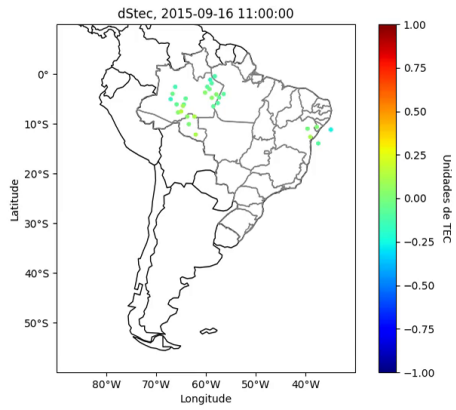 dStec, 2015-09-16 11:00:00
0°
10°S
20°S
30°S
40°S
50°S
Latitude
80°W 70°W 60°W 50°W 40°W
Longitude
1.00
0.75
0.50
0.25
0.00
−0.25
−0.50
−0.75
−1.00
Unidades de TEC